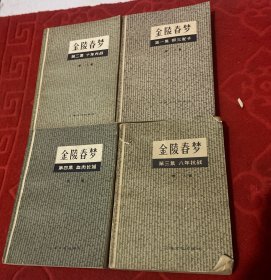 金陵春梦
第二集 十年内战
金陵春梦
第一集 郑三发子
金陵春梦
第四集 血肉长城
金陵春梦
第三集 八年抗战